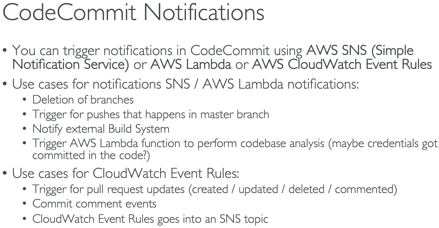 CodeCommit Notifications
• You can trigger notifications in CodeCommit using AWS SNS (Simple
Notification Service) or AWS Lambda or AWS CloudWatch Event Rules
• Use cases for notifications SNS / AWS Lambda notifications:
• Deletion of branches
• Trigger for pushes that happens in master branch
• Notify external Build System
• Trigger AWS Lambda function to perform codebase analysis (maybe credentials got
committed in the code?)
• Use cases for CloudWatch Event Rules:
• Trigger for pull request updates (created / updated / deleted / commented)
• Commit comment events
• CloudWatch Event Rules goes into an SNS topic